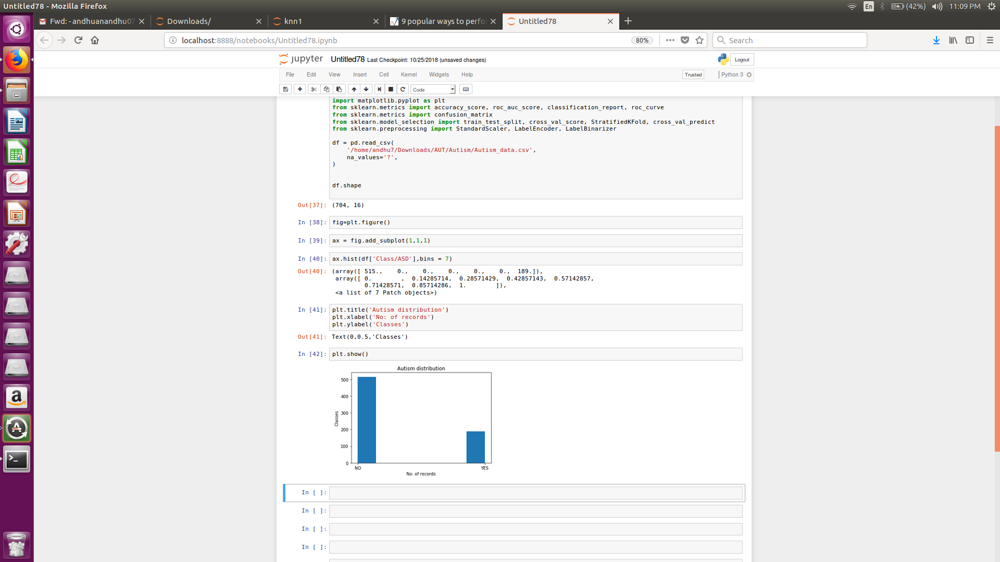 Untitled78 - Mozilla Firefox
En
(42%)
11:09 PM
Fwd: - andhuanandhu07
Downloads/
knn1
9 popular ways to perfo
Untitled78
localhost:8888/notebooks/Untitled78.ipynb
80%
Search
jupyter
Untitled78 Last Checkpoint: 10/25/2018 (unsaved changes)
Logout
File Edit View Insert Cell Kernel Widgets Help
Trusted
Python 3
Code
import matplotlib.pyplot as plt
from sklearn.metrics import accuracy_score, roc_auc_score, classification_report, roc_curve
from sklearn.metrics import confusion_matrix
from sklearn.model_selection import train_test_split, cross_val_score, StratifiedKFold, cross_val_predict
from sklearn.preprocessing import StandardScaler, LabelEncoder, LabelBinarizer
df = pd.read_csv(
'/home/andhu7/Downloads/AUT/Autism/Autism_data.csv',
na_values='?',
)
df.shape
Out[37]: (704, 16)
In [38]: fig=plt.figure()
In [39]: ax = fig.add_subplot(1,1,1)
In [40]: ax.hist(df['Class/ASD'],bins = 7)
Out[40]: (array([ 515., 0., 0., 0., 0., 0., 189.]),
array([ 0. , 0.14285714, 0.28571429, 0.42857143, 0.57142857,
0.71428571, 0.85714286, 1. ]),
<a list of 7 Patch objects>)
In [41]: plt.title('Autism distribution')
plt.xlabel('No: of records')
plt.ylabel('Classes')
Out[41]: Text(0,0.5,'Classes')
In [42]: plt.show()
Autism distribution
500
400
300
200
100
0
Classes
NO YES
No: of records
In [ ]:
In [ ]:
In [ ]:
In [ ]: